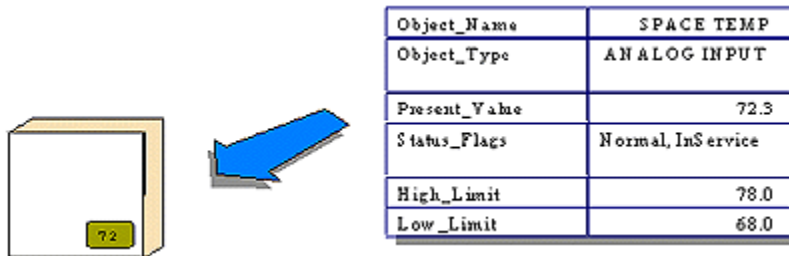 Object_Name SPACE TEMP
Object_Type ANALOG INPUT
Present_Value 72.3
Status_Flags Normal, InService
High_Limit 78.0
Low_Limit 68.0
72